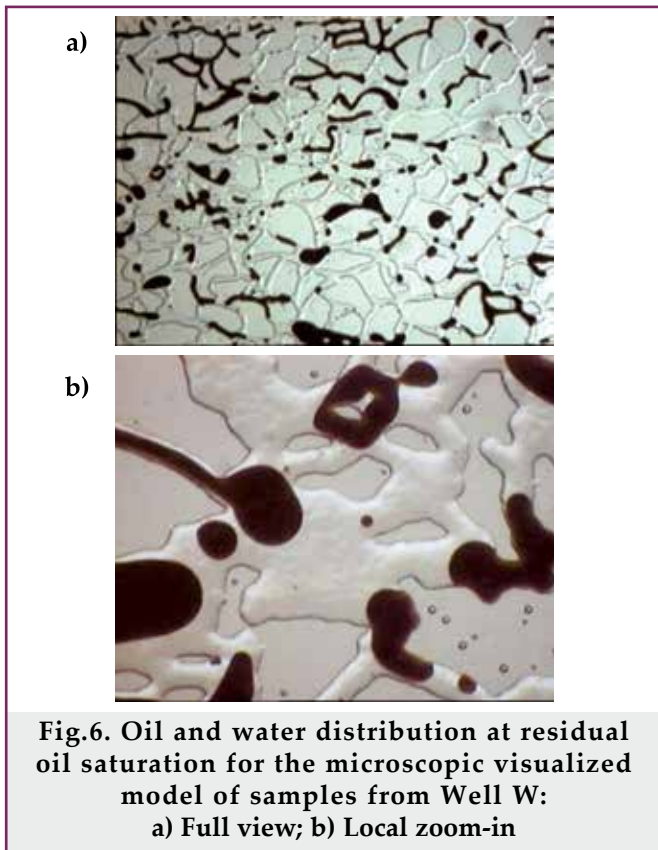 a)
b)
Fig.6. Oil and water distribution at residual
oil saturation for the microscopic visualized
model of samples from Well W:
a) Full view; b) Local zoom-in